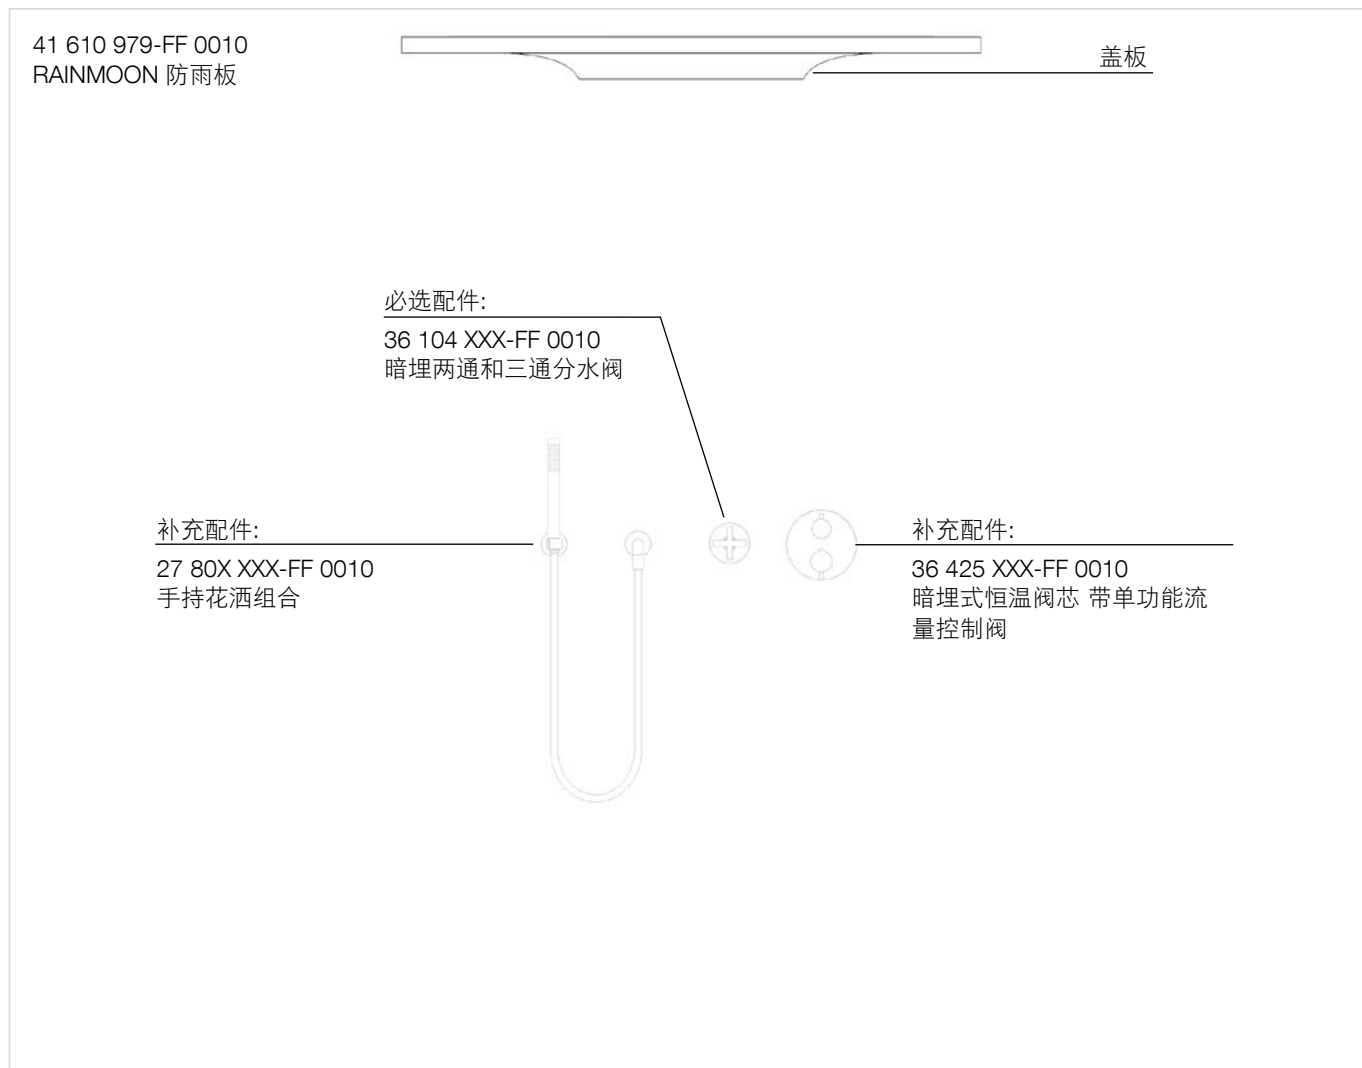 41 610 979-FF 0010
RAINMOON 防雨板
盖板
必选配件:
36 104 XXX-FF 0010
暗埋两通和三通分水阀
补充配件:
27 80X XXX-FF 0010
手持花洒组合
补充配件:
36 425 XXX-FF 0010
暗埋式恒温阀芯 带单功能流
量控制阀